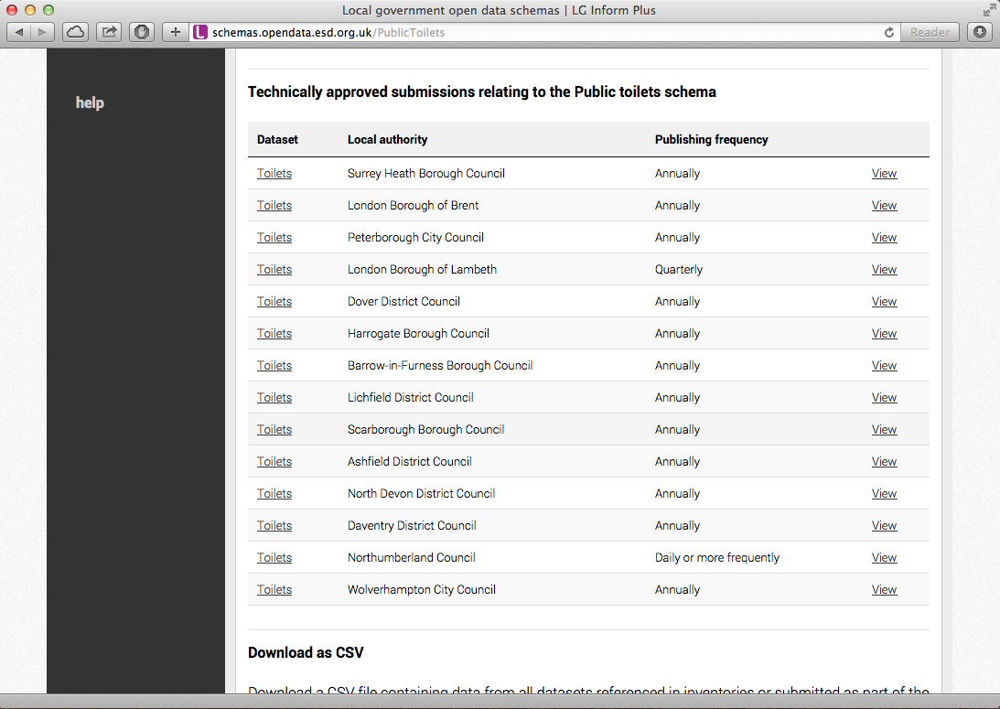 Local government open data schemas | LG Inform Plus
schemas.opendata.esd.org.uk/PublicToilets
Reader
help
Technically approved submissions relating to the Public toilets schema
Dataset Local authority Publishing frequency
Toilets Surrey Heath Borough Council Annually View
Toilets London Borough of Brent Annually View
Toilets Peterborough City Council Annually View
Toilets London Borough of Lambeth Quarterly View
Toilets Dover District Council Annually View
Toilets Harrogate Borough Council Annually View
Toilets Barrow-in-Furness Borough Council Annually View
Toilets Lichfield District Council Annually View
Toilets Scarborough Borough Council Annually View
Toilets Ashfield District Council Annually View
Toilets North Devon District Council Annually View
Toilets Daventry District Council Annually View
Toilets Northumberland Council Daily or more frequently View
Toilets Wolverhampton City Council Annually View
Download as CSV
Download a CSV file containing data from all datasets referenced in inventories or submitted as part of the